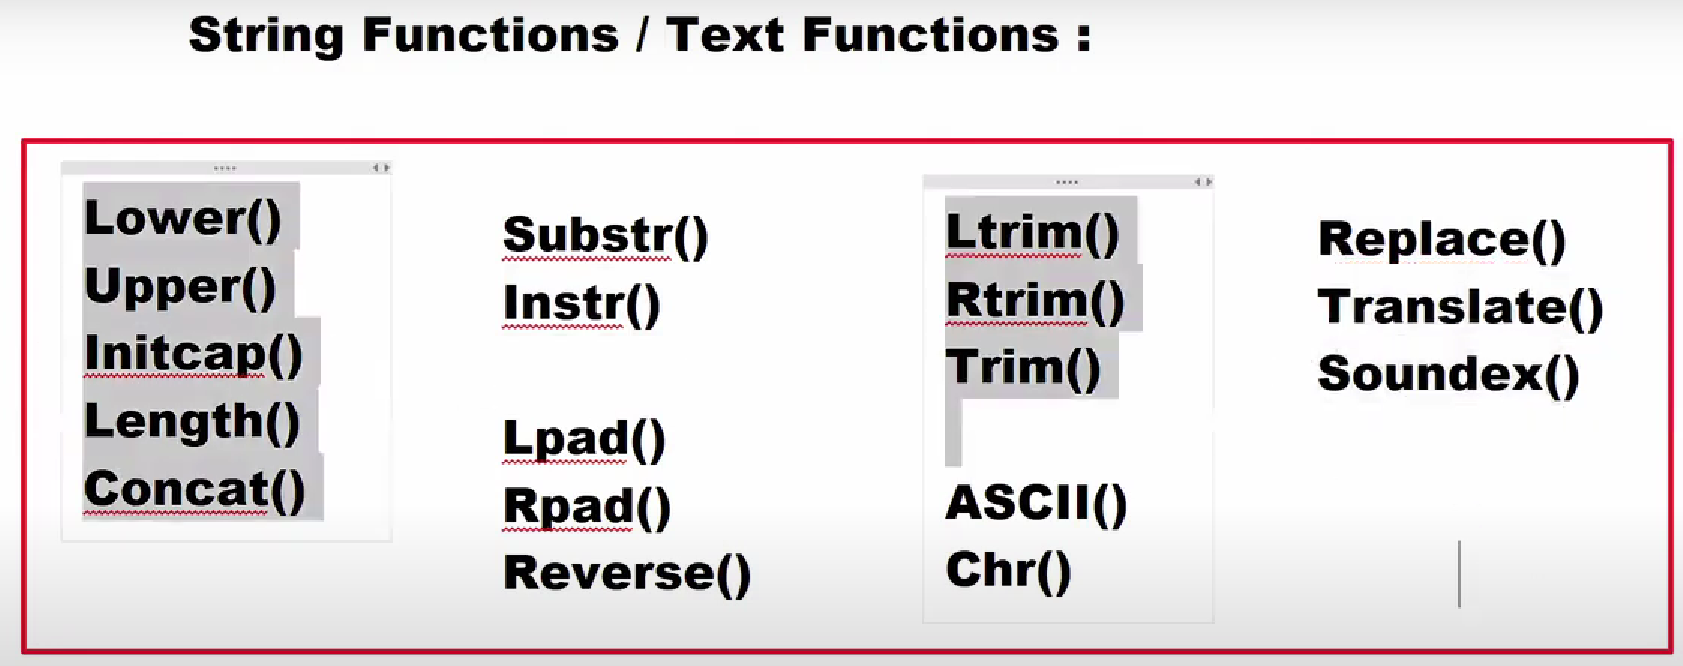 String Functions / Text Functions :
Lower()
Upper()
Initcap()
Length()
Concat()
Substr()
Instr()
Lpad()
Rpad()
Reverse()
Ltrim()
Rtrim()
Trim()
ASCII()
Chr()
Replace()
Translate()
Soundex()